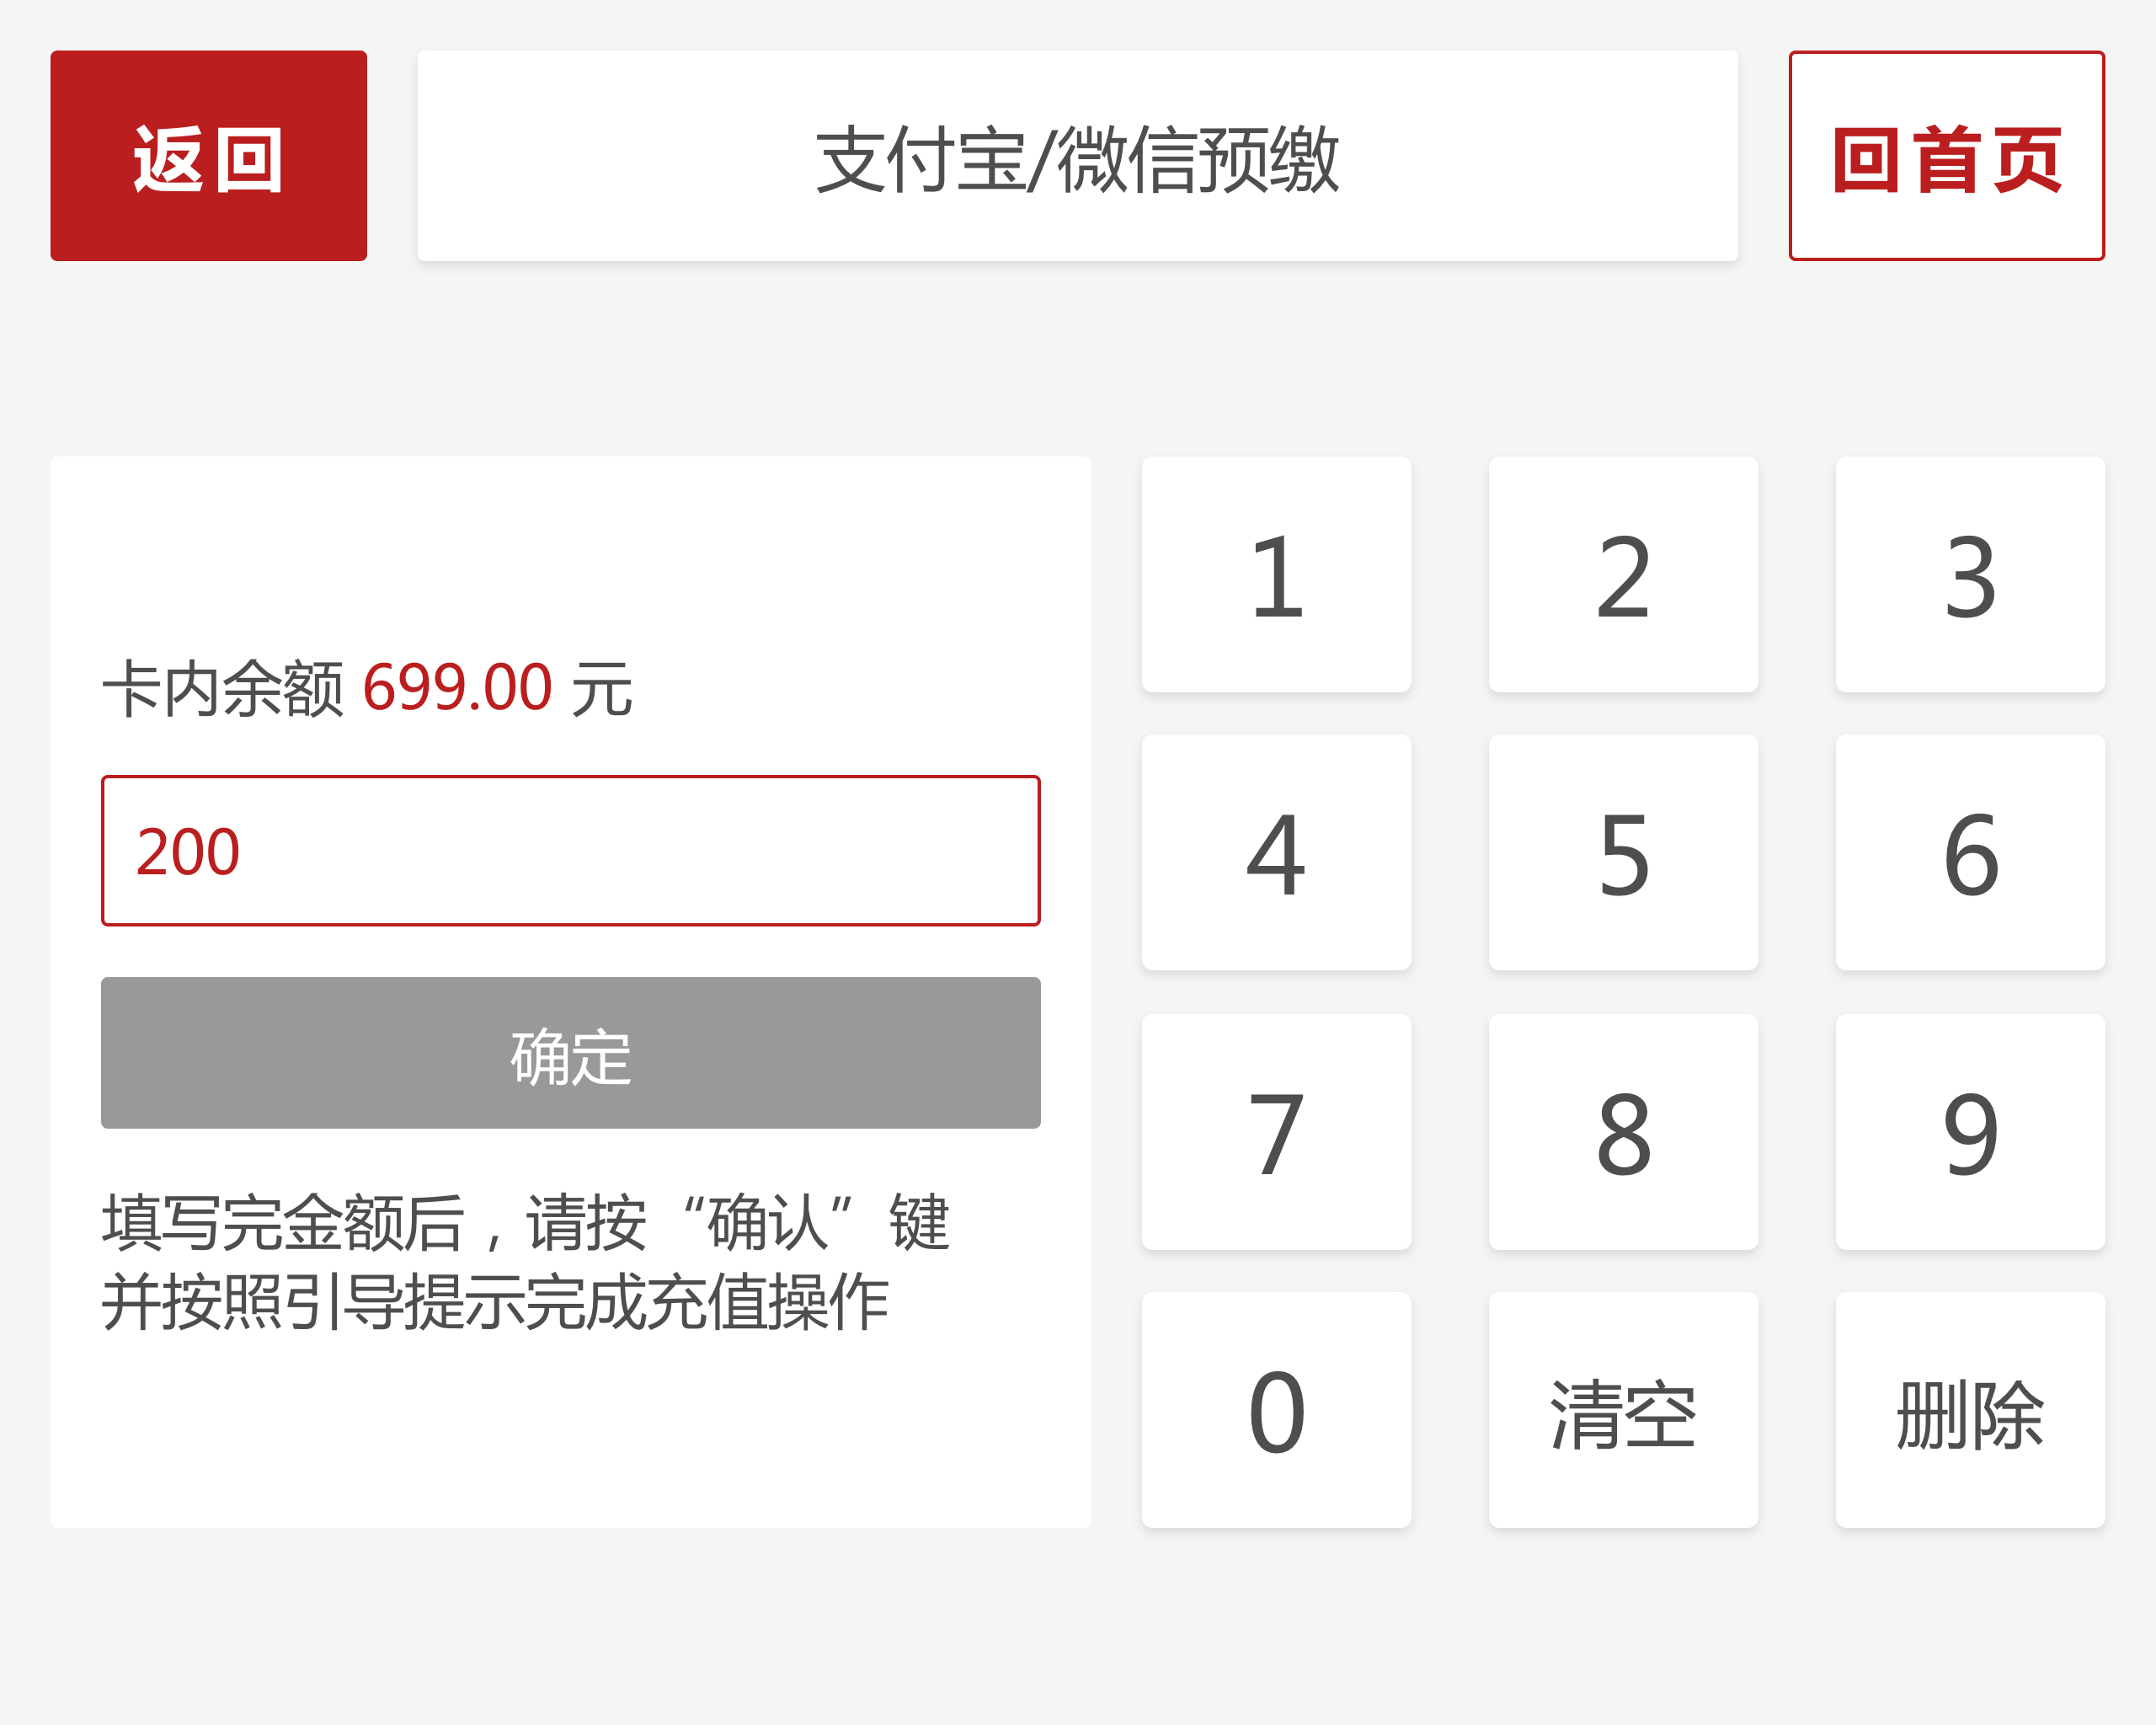 返回
支付宝/微信预缴
回首页
卡内余额 699.00 元
200
确定
填写完金额后，请按“确认”键
并按照引导提示完成充值操作
1
2
3
4
5
6
7
8
9
0
清空
删除